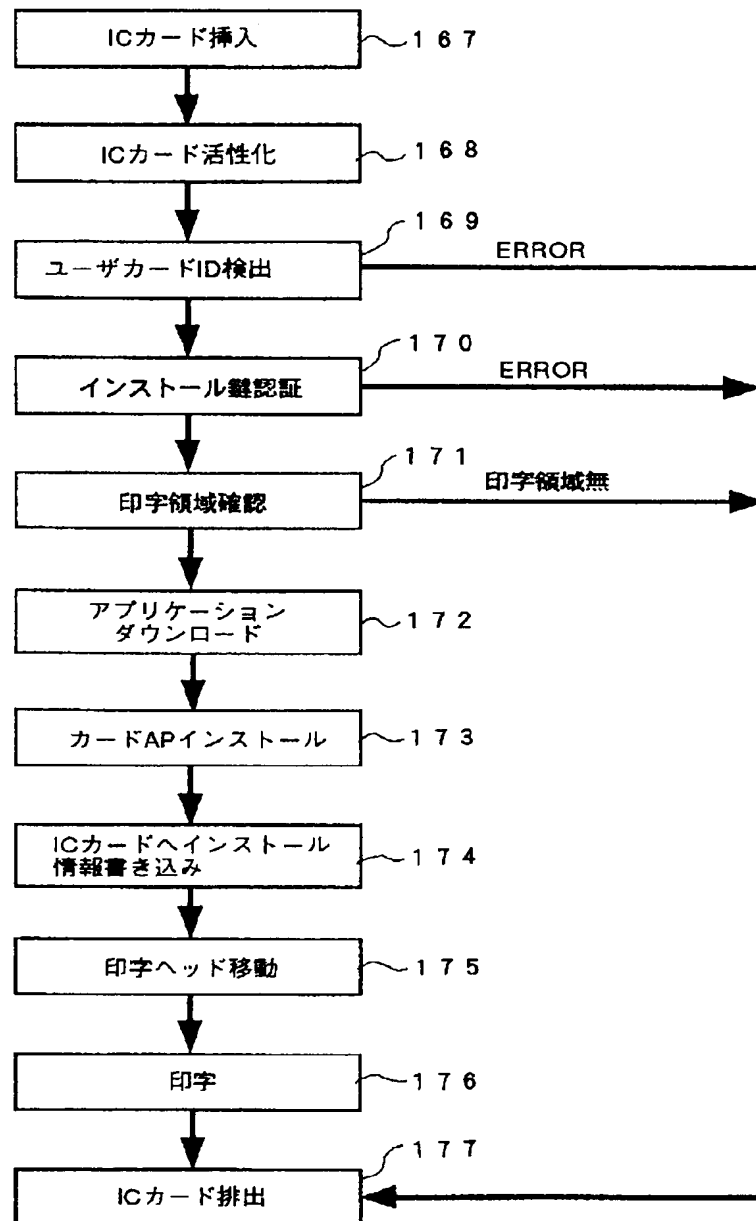 ICカード挿入
167
ICカード活性化
168
169
ユーザカードID検出
ERROR
170
インストール鍵認証
ERROR
171
印字領域確認
印字領域無
アプリケーション
ダウンロード
172
カードAPインストール
173
ICカードへインストール
情報書き込み
174
印字ヘッド移動
175
印字
176
177
ICカード排出